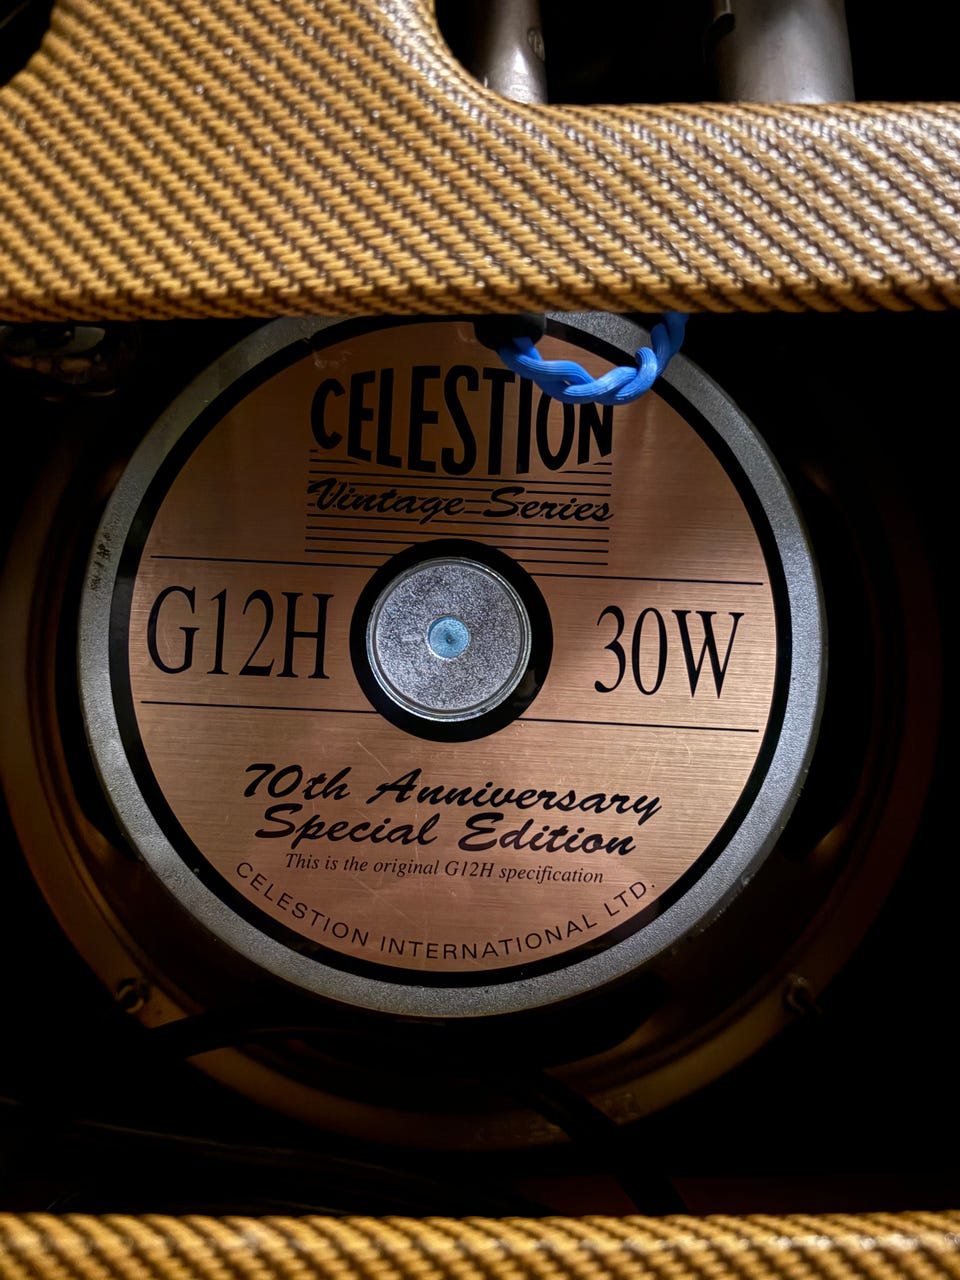 CELESTION
Vintage Series
G12H 30W
70th Anniversary
Special Edition
This is the original G12H specification
CELESTION INTERNATIONAL LTD.